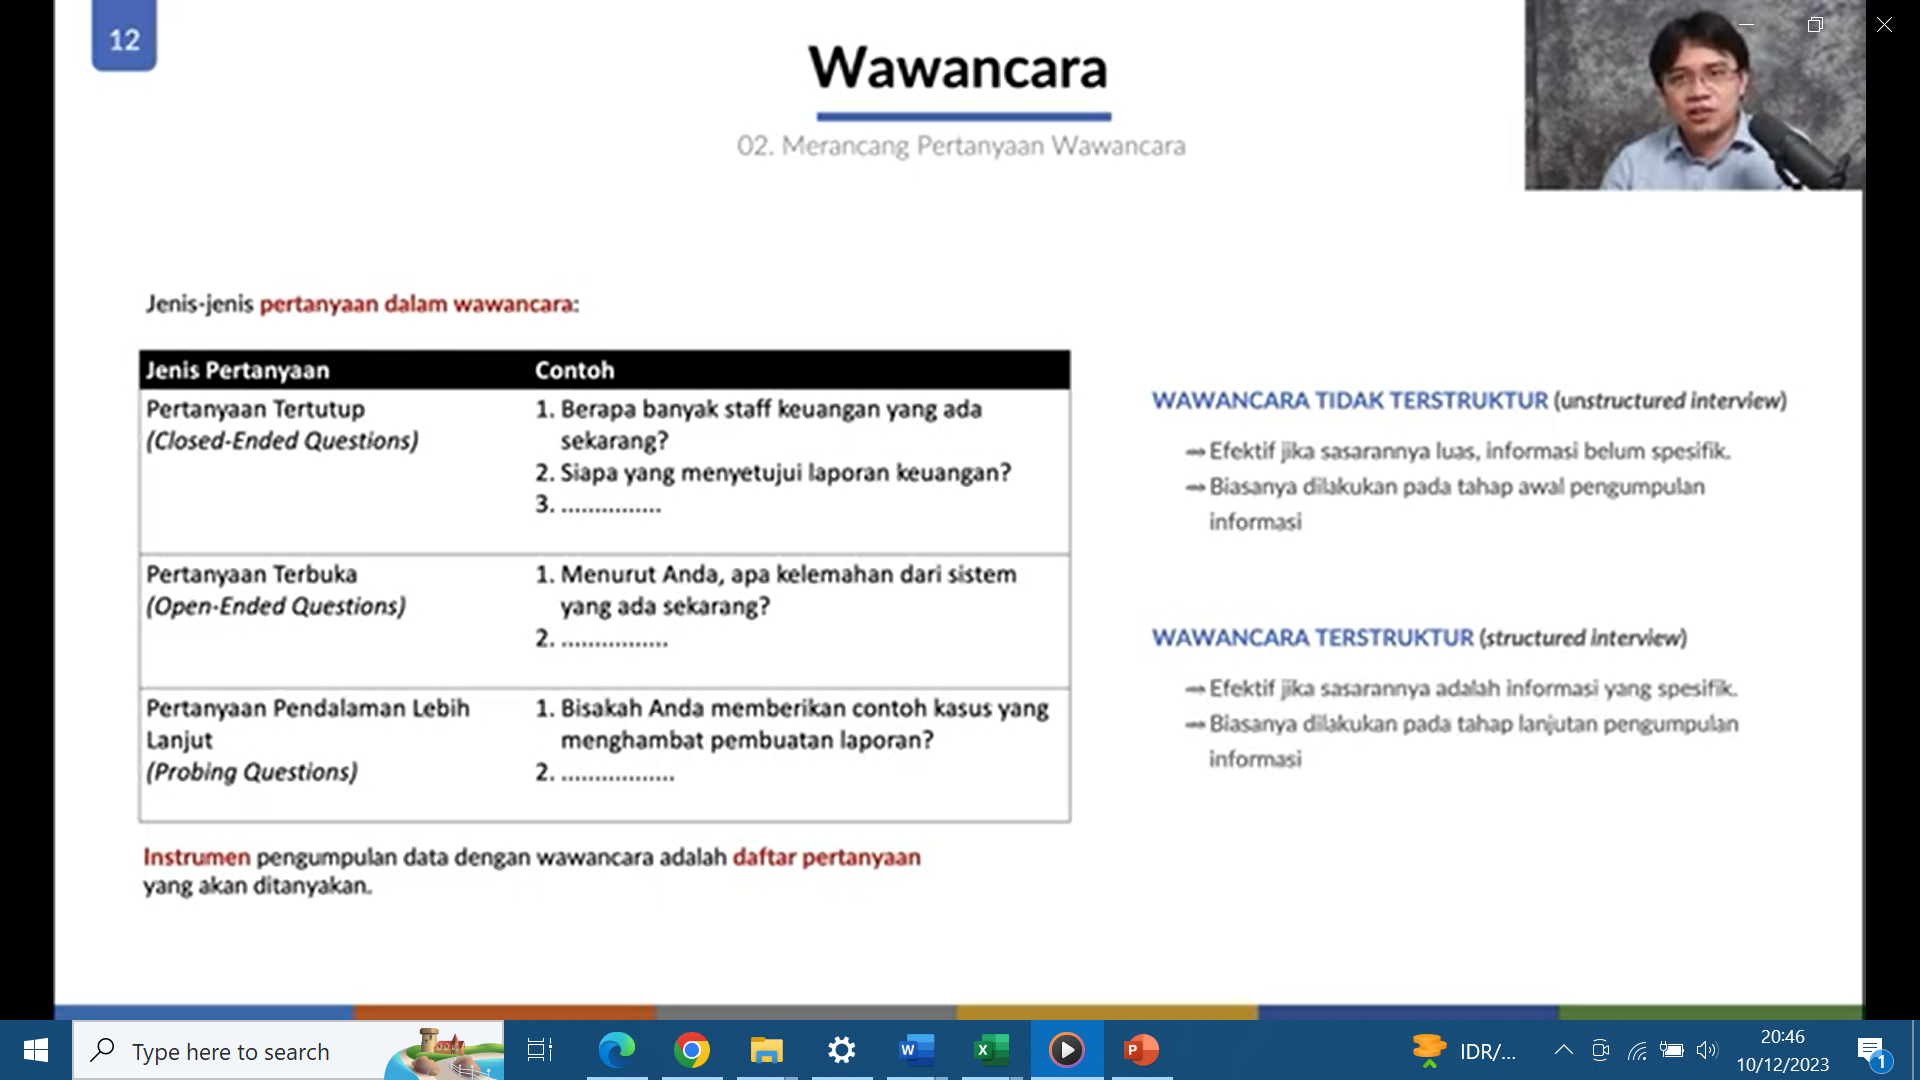 12
Wawancara
02. Merancang Pertanyaan Wawancara
Jenis-jenis pertanyaan dalam wawancara:
Jenis Pertanyaan
Contoh
Pertanyaan Tertutup
(Closed-Ended Questions)
1. Berapa banyak staff keuangan yang ada
sekarang?
2. Siapa yang menyetujui laporan keuangan?
3. ...............
Pertanyaan Terbuka
(Open-Ended Questions)
1. Menurut Anda, apa kelemahan dari sistem
yang ada sekarang?
2. ................
Pertanyaan Pendalaman Lebih
Lanjut
(Probing Questions)
1. Bisakah Anda memberikan contoh kasus yang
menghambat pembuatan laporan?
2. .................
Instrumen pengumpulan data dengan wawancara adalah daftar pertanyaan
yang akan ditanyakan.
WAWANCARA TIDAK TERSTRUKTUR (unstructured interview)
Efektif jika sasarannya luas, informasi belum spesifik.
Biasanya dilakukan pada tahap awal pengumpulan
informasi
WAWANCARA TERSTRUKTUR (structured interview)
Efektif jika sasarannya adalah informasi yang spesifik.
Biasanya dilakukan pada tahap lanjutan pengumpulan
informasi
Type here to search
W
X
P
IDR/...
20:46
10/12/2023
1